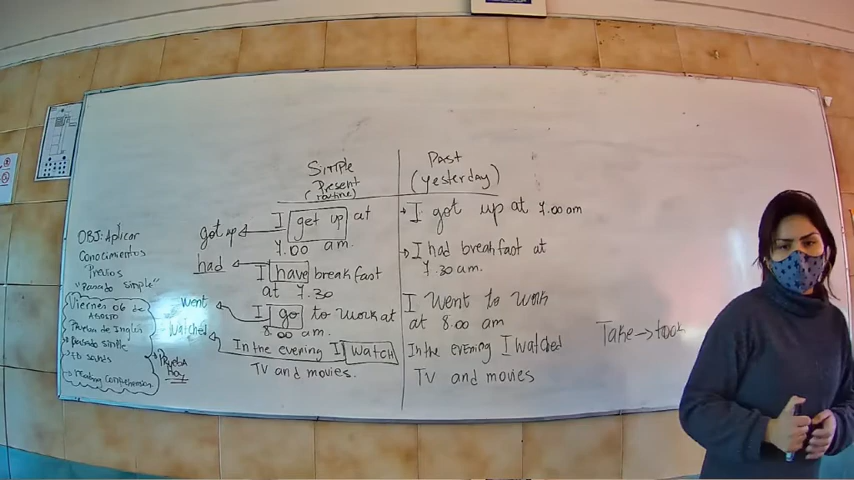 OBJ: Aplicar
Conocimientos
Previos
"Pasado simple"
Viernes 06 de
Agosto
Prueba de Ingles
Pasado simple
ED sounds
→ reading comprehension
Prueba
Hoy
Simple
(Present
routine)
got up
I get up at
7.00 am.
had
I have breakfast
at 7.30
went
I go to work at
8.00 am.
watched
In the evening I watch
TV and movies.
Past
(yesterday)
→ I got up at 7.00 am
→ I had breakfast at
7.30 am.
I went to work
at 8.00 am
In the evening I watched
TV and movies
Take → took